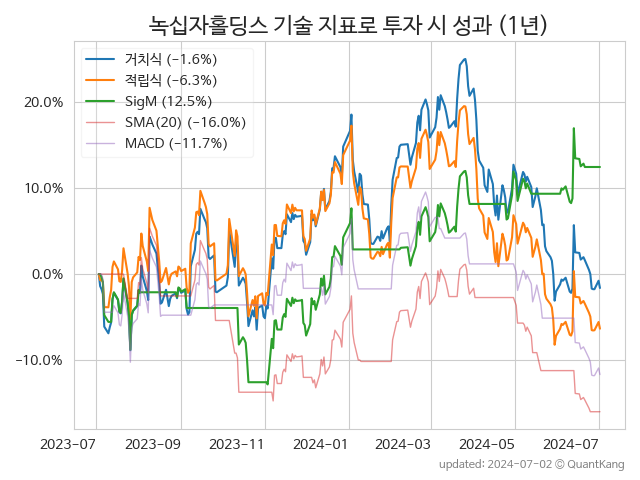 녹십자홀딩스 기술 지표로 투자 시 성과 (1년)
거치식 (−1.6%)
적립식 (−6.3%)
SigM (12.5%)
SMA(20) (−16.0%)
MACD (−11.7%)
20.0%
10.0%
0.0%
−10.0%
2023-07 2023-09 2023-11 2024-01 2024-03 2024-05 2024-07
updated: 2024-07-02 © QuantKang